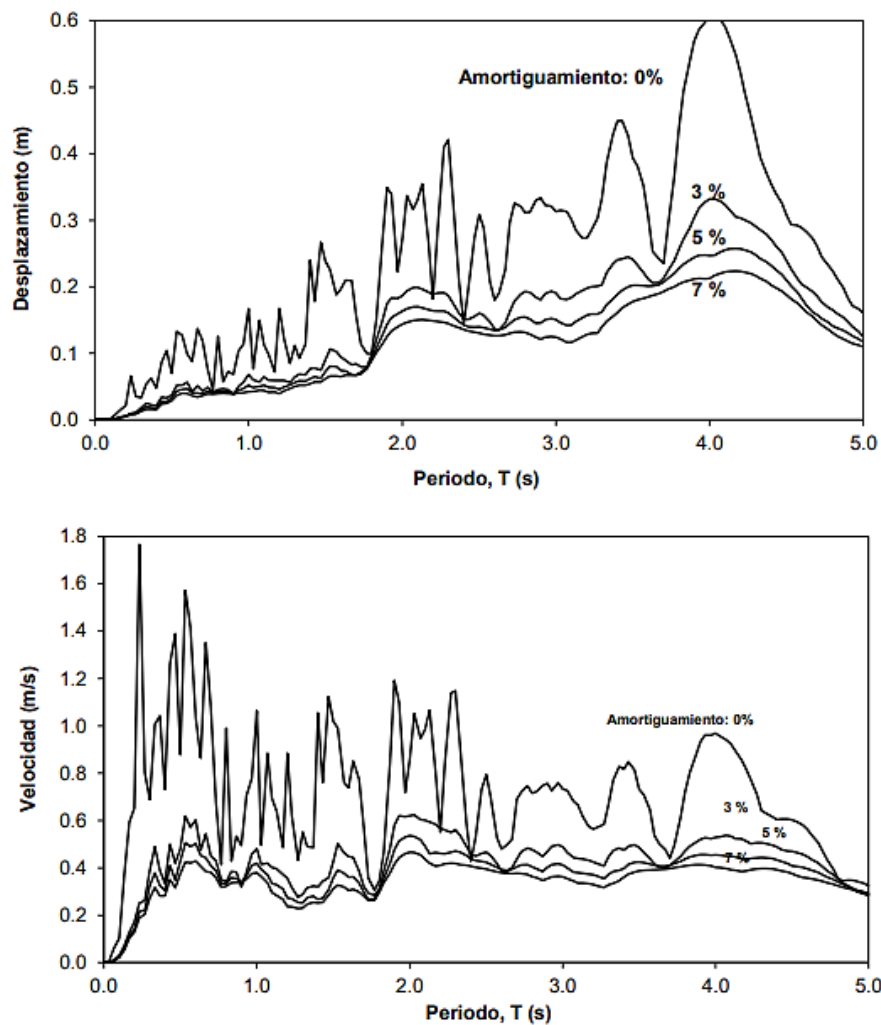 0.6
0.5
0.4
0.3
0.2
0.1
0.0
Desplazamiento (m)
Amortiguamiento: 0%
3 %
5 %
7 %
0.0 1.0 2.0 3.0 4.0 5.0
Periodo, T (s)
1.8
1.6
1.4
1.2
1.0
0.8
0.6
0.4
0.2
0.0
Velocidad (m/s)
Amortiguamiento: 0%
3 %
5 %
7 %
0.0 1.0 2.0 3.0 4.0 5.0
Periodo, T (s)